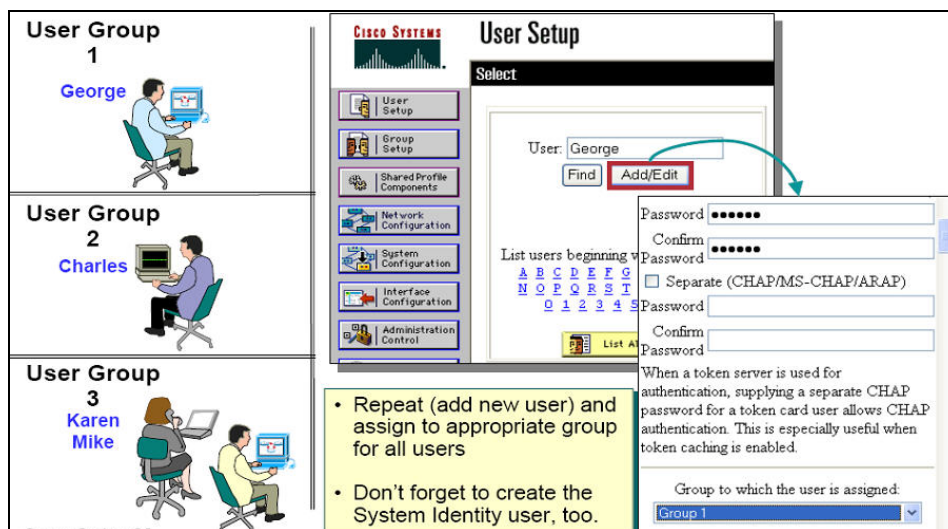 User Group
1
George
User Group
2
Charles
User Group
3
Karen
Mike
CISCO SYSTEMS
User Setup
Select
User Setup
Group Setup
Shared Profile Components
Network Configuration
System Configuration
Interface Configuration
Administration Control
User: George
Find Add/Edit
List users beginning
A B C D E F G
N O P Q R S T
0 1 2 3 4 5
List
Password ••••••
Confirm Password ••••••
Separate (CHAP/MS-CHAP/ARAP)
Password
Confirm Password
When a token server is used for
authentication, supplying a separate CHAP
password for a token card user allows CHAP
authentication. This is especially useful when
token caching is enabled.
Group to which the user is assigned:
Group 1
• Repeat (add new user) and
assign to appropriate group
for all users
• Don't forget to create the
System Identity user, too.